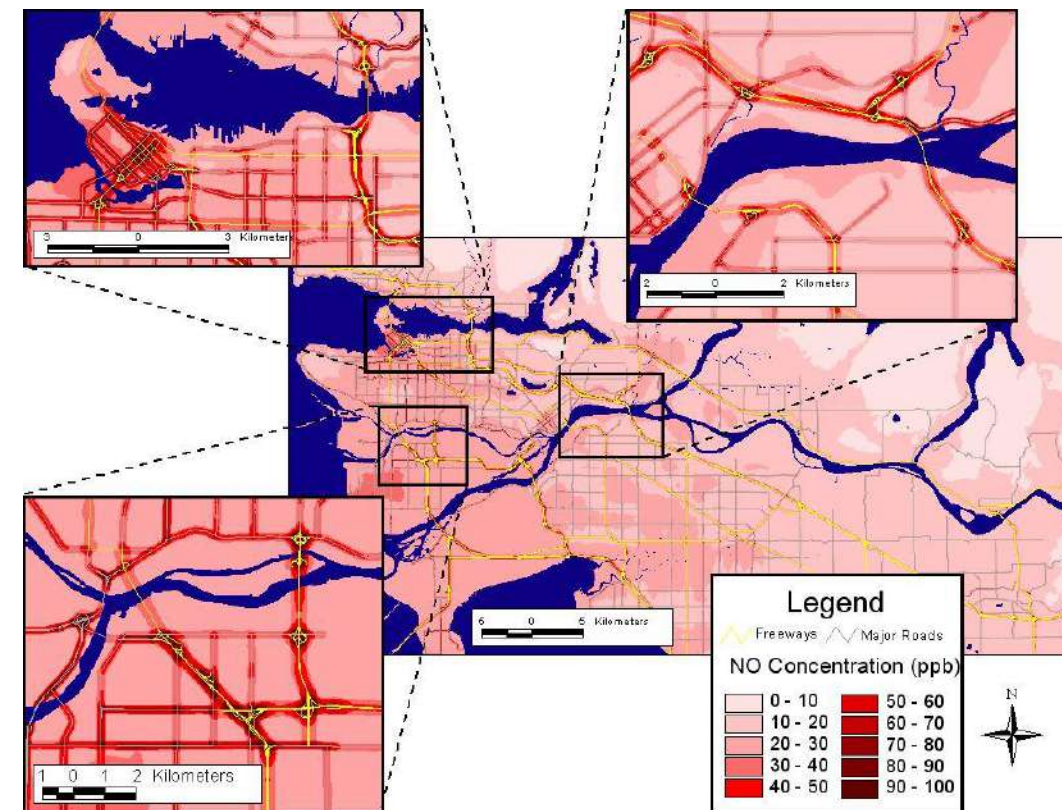 3 0 3 Kilometers
2 0 2 Kilometers
6 0 6 Kilometers
1 0 1 2 Kilometers
Legend
Freeways Major Roads
NO Concentration (ppb)
0 - 10 50 - 60
10 - 20 60 - 70
20 - 30 70 - 80
30 - 40 80 - 90
40 - 50 90 - 100
N